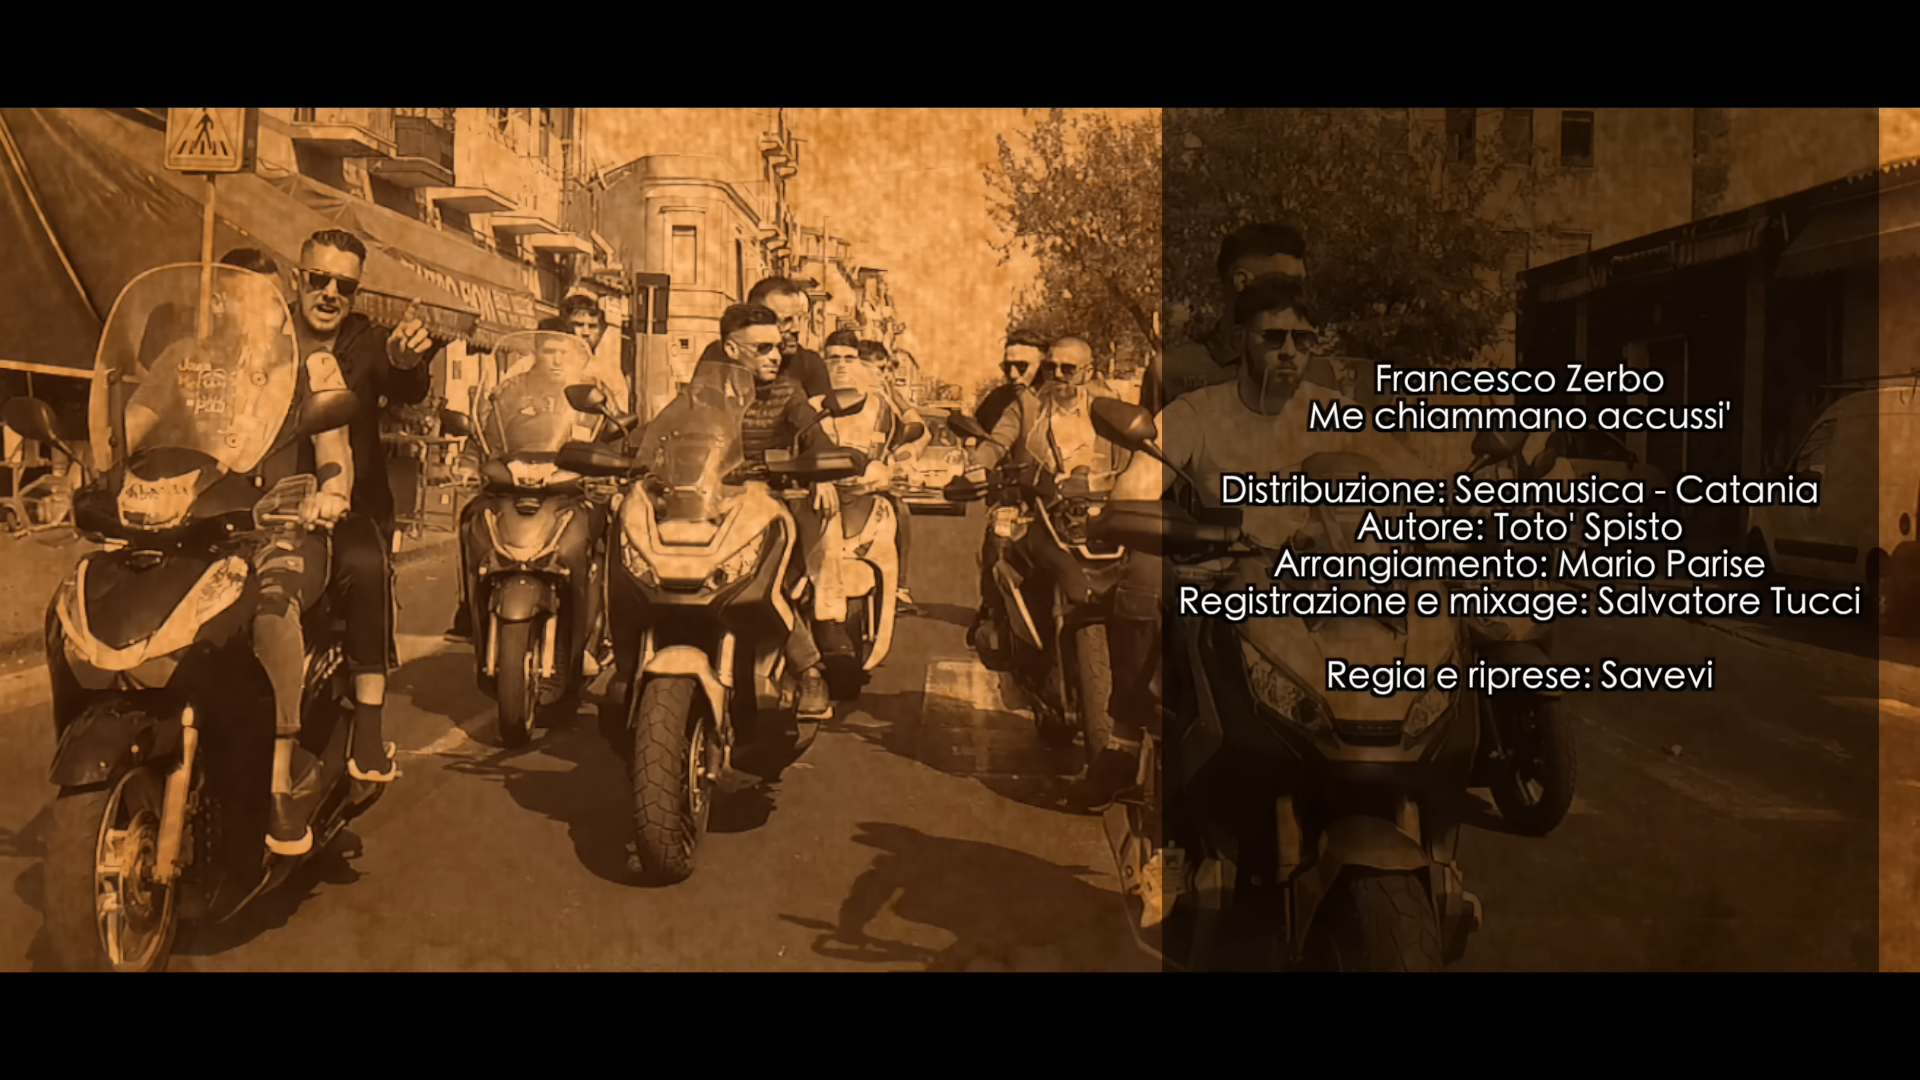 Francesco Zerbo
Me chiammano accussi'
Distribuzione: Seamusica - Catania
Autore: Toto' Spisto
Arrangiamento: Mario Parise
Registrazione e mixage: Salvatore Tucci
Regia e riprese: Savevi